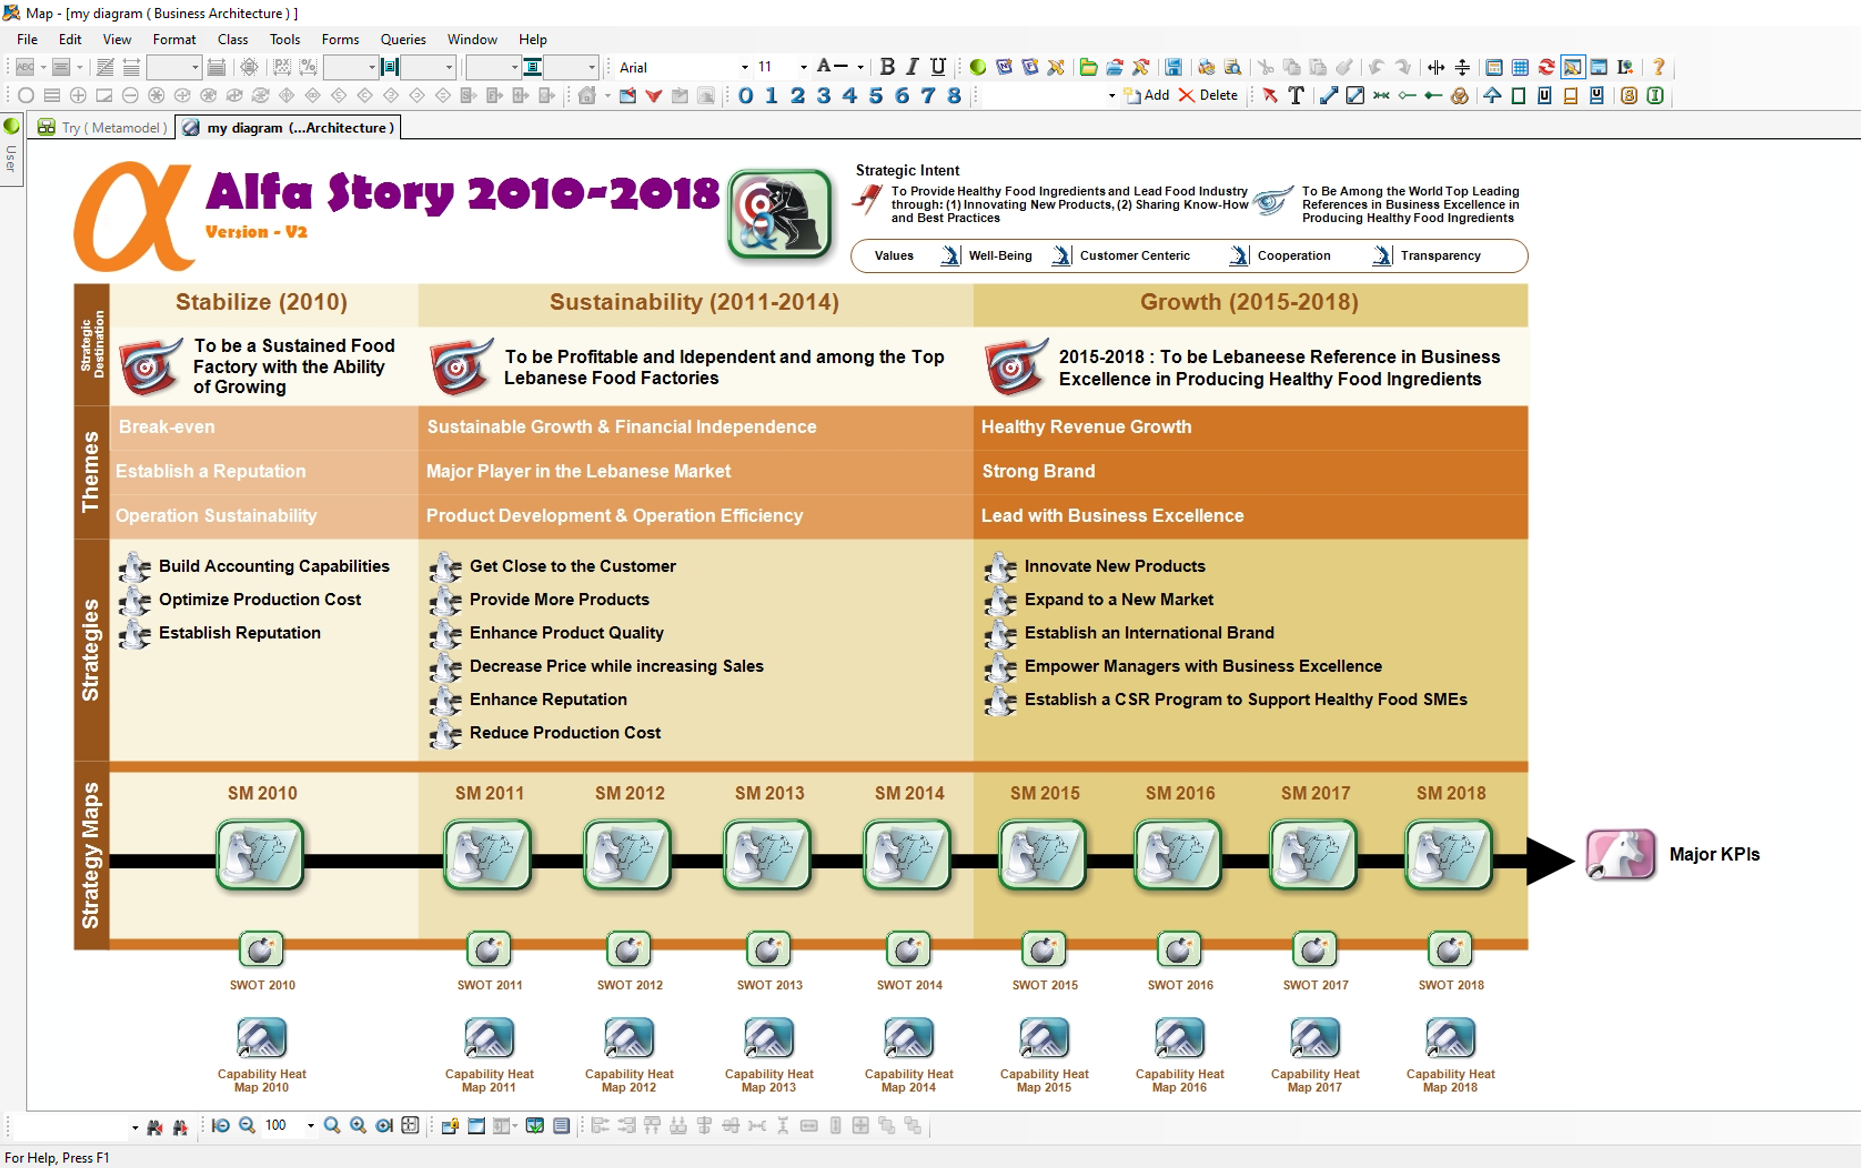 Map - [my diagram ( Business Architecture ) ]
File Edit View Format Class Tools Forms Queries Window Help
Arial 11 A B I U
0 1 2 3 4 5 6 7 8 Add Delete
Try ( Metamodel ) my diagram (...Architecture )
User
α Alfa Story 2010-2018
Version - V2
Strategic Intent
To Provide Healthy Food Ingredients and Lead Food Industry
through: (1) Innovating New Products, (2) Sharing Know-How
and Best Practices
To Be Among the World Top Leading
References in Business Excellence in
Producing Healthy Food Ingredients
Values Well-Being Customer Centeric Cooperation Transparency
Strategic
Destination
Stabilize (2010) Sustainability (2011-2014) Growth (2015-2018)
To be a Sustained Food
Factory with the Ability
of Growing
To be Profitable and Idependent and among the Top
Lebanese Food Factories
2015-2018 : To be Lebaneese Reference in Business
Excellence in Producing Healthy Food Ingredients
Themes
Break-even Sustainable Growth & Financial Independence Healthy Revenue Growth
Establish a Reputation Major Player in the Lebanese Market Strong Brand
Operation Sustainability Product Development & Operation Efficiency Lead with Business Excellence
Strategies
Build Accounting Capabilities Get Close to the Customer Innovate New Products
Optimize Production Cost Provide More Products Expand to a New Market
Establish Reputation Enhance Product Quality Establish an International Brand
Decrease Price while increasing Sales Empower Managers with Business Excellence
Enhance Reputation Establish a CSR Program to Support Healthy Food SMEs
Reduce Production Cost
Strategy Maps
SM 2010 SM 2011 SM 2012 SM 2013 SM 2014 SM 2015 SM 2016 SM 2017 SM 2018
Major KPIs
SWOT 2010 SWOT 2011 SWOT 2012 SWOT 2013 SWOT 2014 SWOT 2015 SWOT 2016 SWOT 2017 SWOT 2018
Capability Heat Capability Heat Capability Heat Capability Heat Capability Heat Capability Heat Capability Heat Capability Heat Capability Heat
Map 2010 Map 2011 Map 2012 Map 2013 Map 2014 Map 2015 Map 2016 Map 2017 Map 2018
100
For Help, Press F1